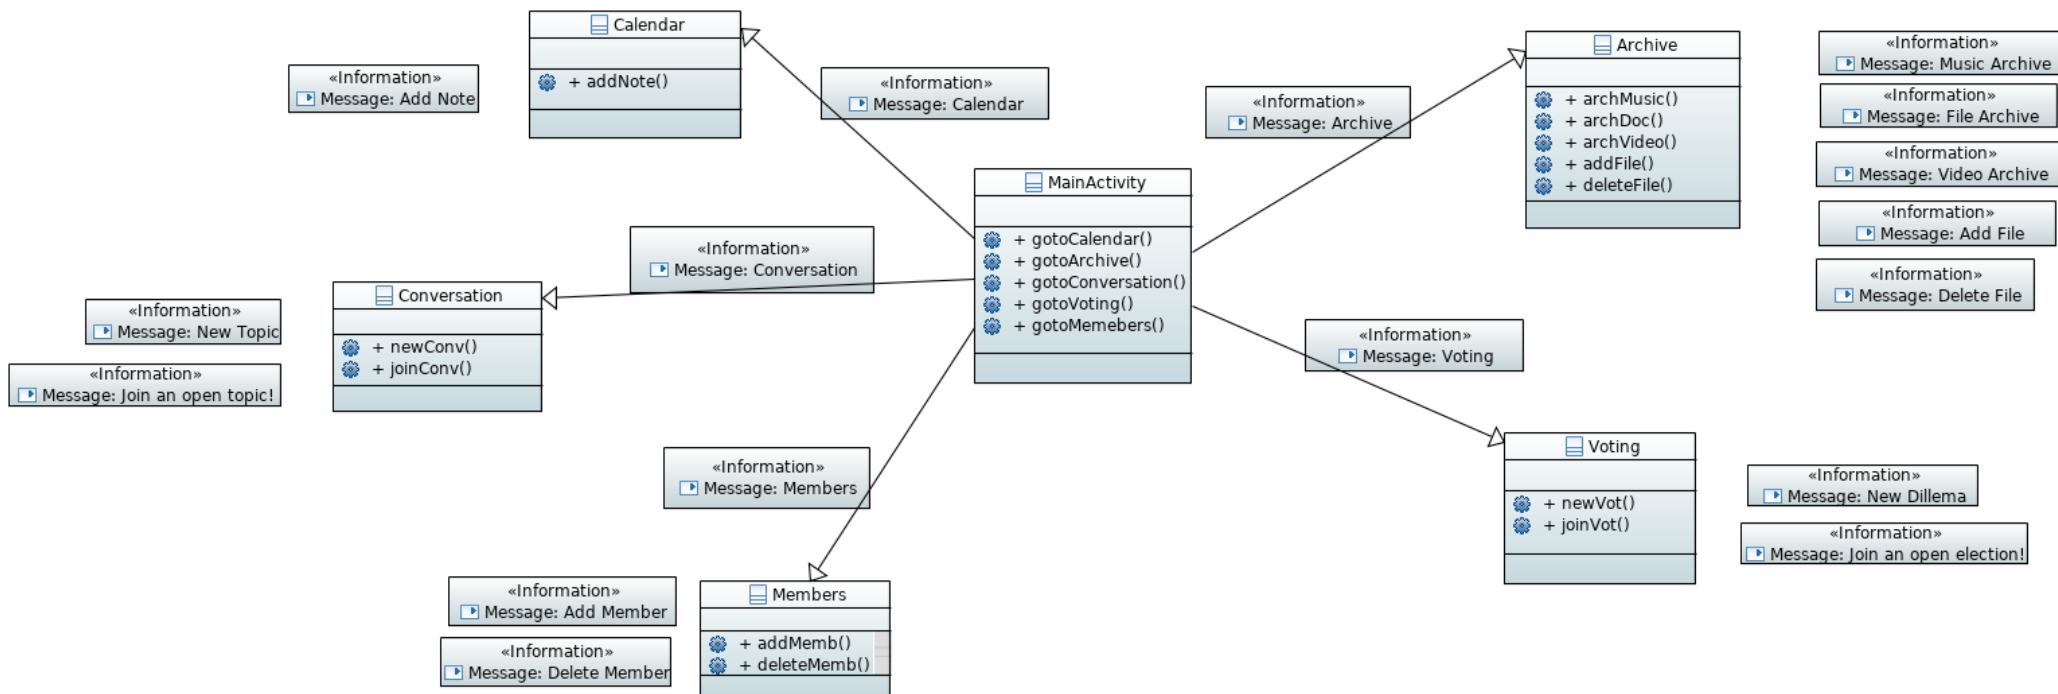 Calendar
+ addNote()
«Information»
Message: Add Note
«Information»
Message: Calendar
«Information»
Message: Archive
Archive
+ archMusic()
+ archDoc()
+ archVideo()
+ addFile()
+ deleteFile()
«Information»
Message: Music Archive
«Information»
Message: File Archive
«Information»
Message: Video Archive
«Information»
Message: Add File
«Information»
Message: Delete File
MainActivity
+ gotoCalendar()
+ gotoArchive()
+ gotoConversation()
+ gotoVoting()
+ gotoMemebers()
«Information»
Message: Conversation
Conversation
+ newConv()
+ joinConv()
«Information»
Message: New Topic
«Information»
Message: Join an open topic!
«Information»
Message: Voting
Voting
+ newVot()
+ joinVot()
«Information»
Message: New Dillema
«Information»
Message: Join an open election!
«Information»
Message: Members
Members
+ addMemb()
+ deleteMemb()
«Information»
Message: Add Member
«Information»
Message: Delete Member